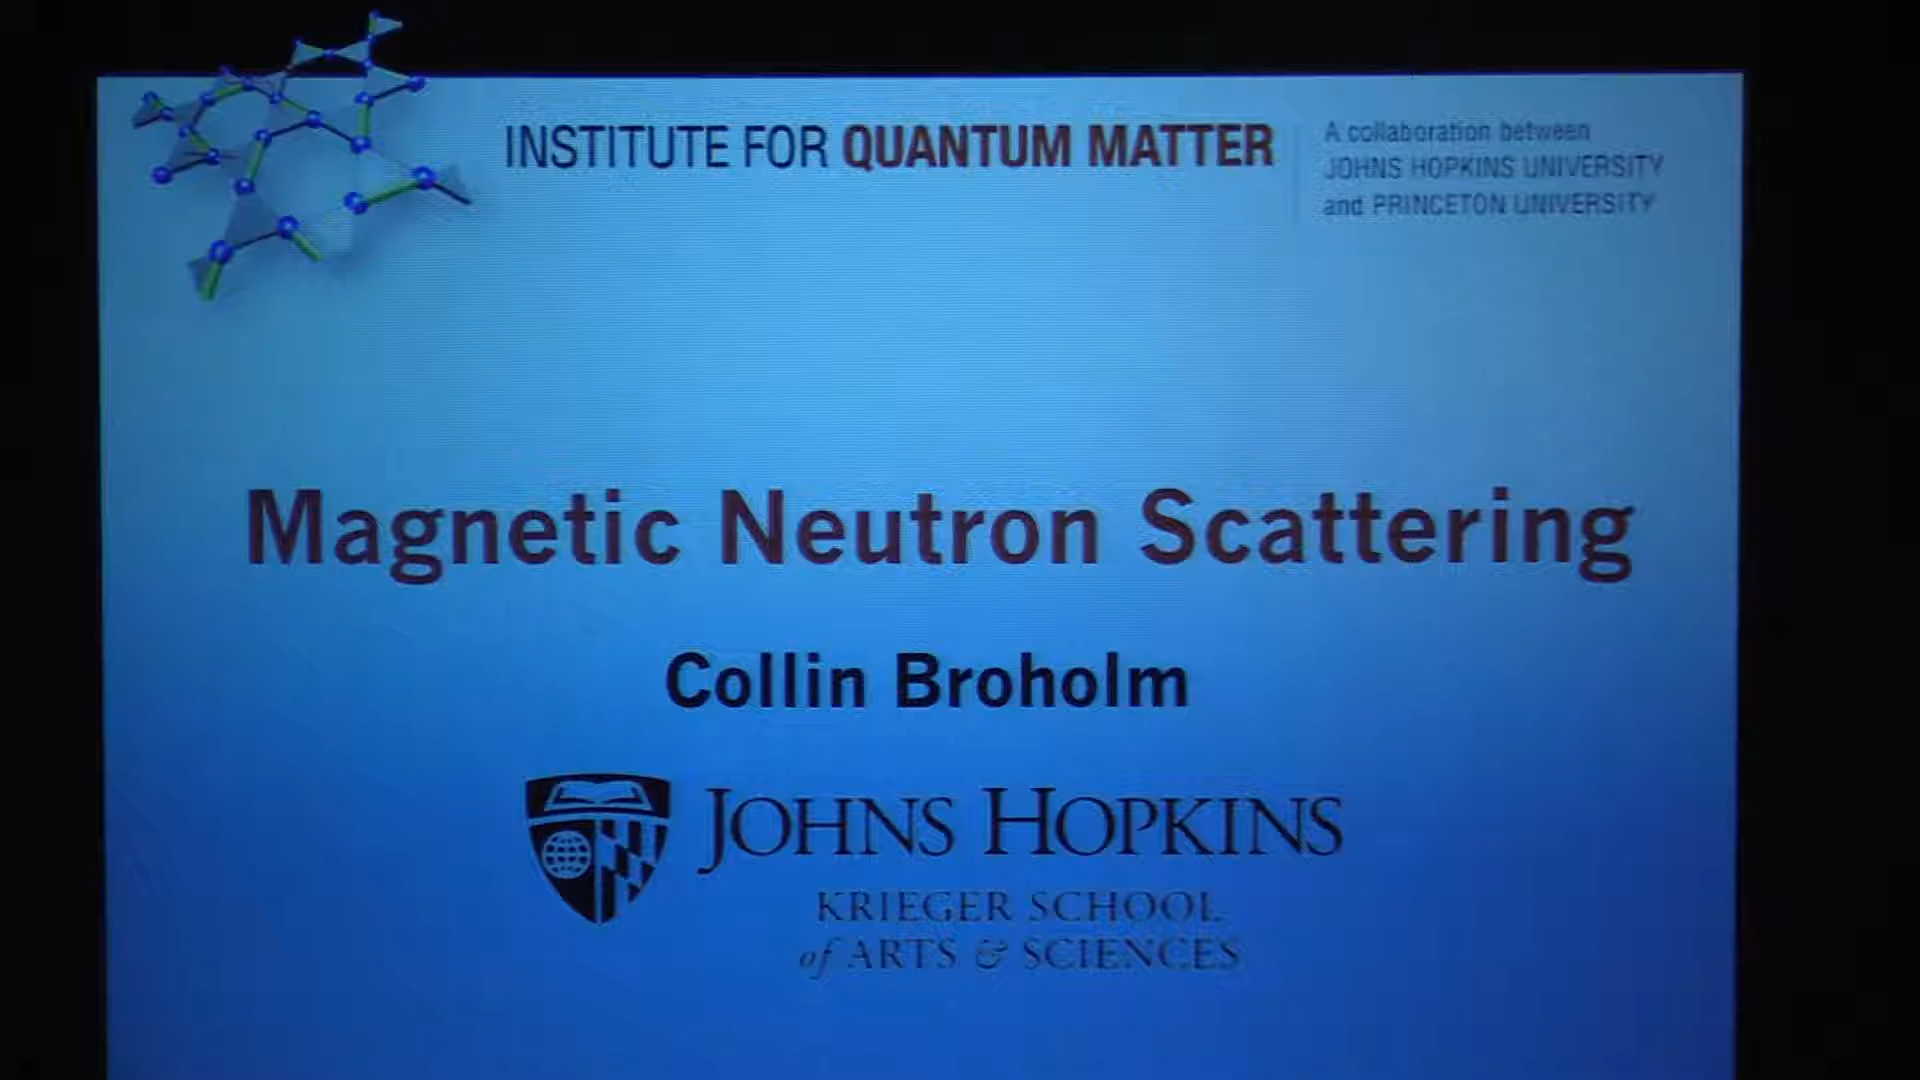 INSTITUTE FOR QUANTUM MATTER
A collaboration between
JOHNS HOPKINS UNIVERSITY
and PRINCETON UNIVERSITY
Magnetic Neutron Scattering
Collin Broholm
JOHNS HOPKINS
KRIEGER SCHOOL
of ARTS & SCIENCES